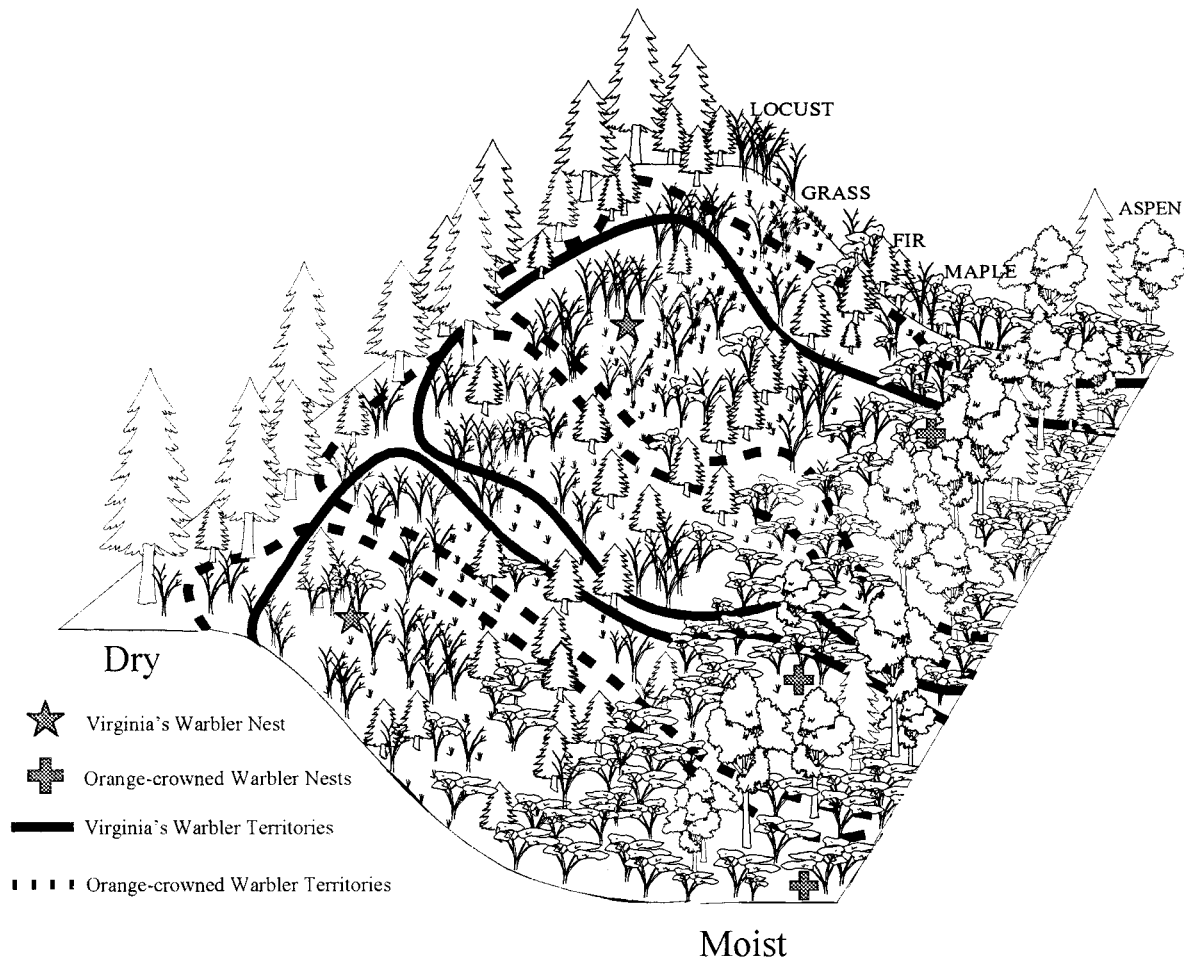 LOCUST
GRASS
FIR
MAPLE
ASPEN
Dry
Virginia's Warbler Nest
Orange-crowned Warbler Nests
Virginia's Warbler Territories
Orange-crowned Warbler Territories
Moist